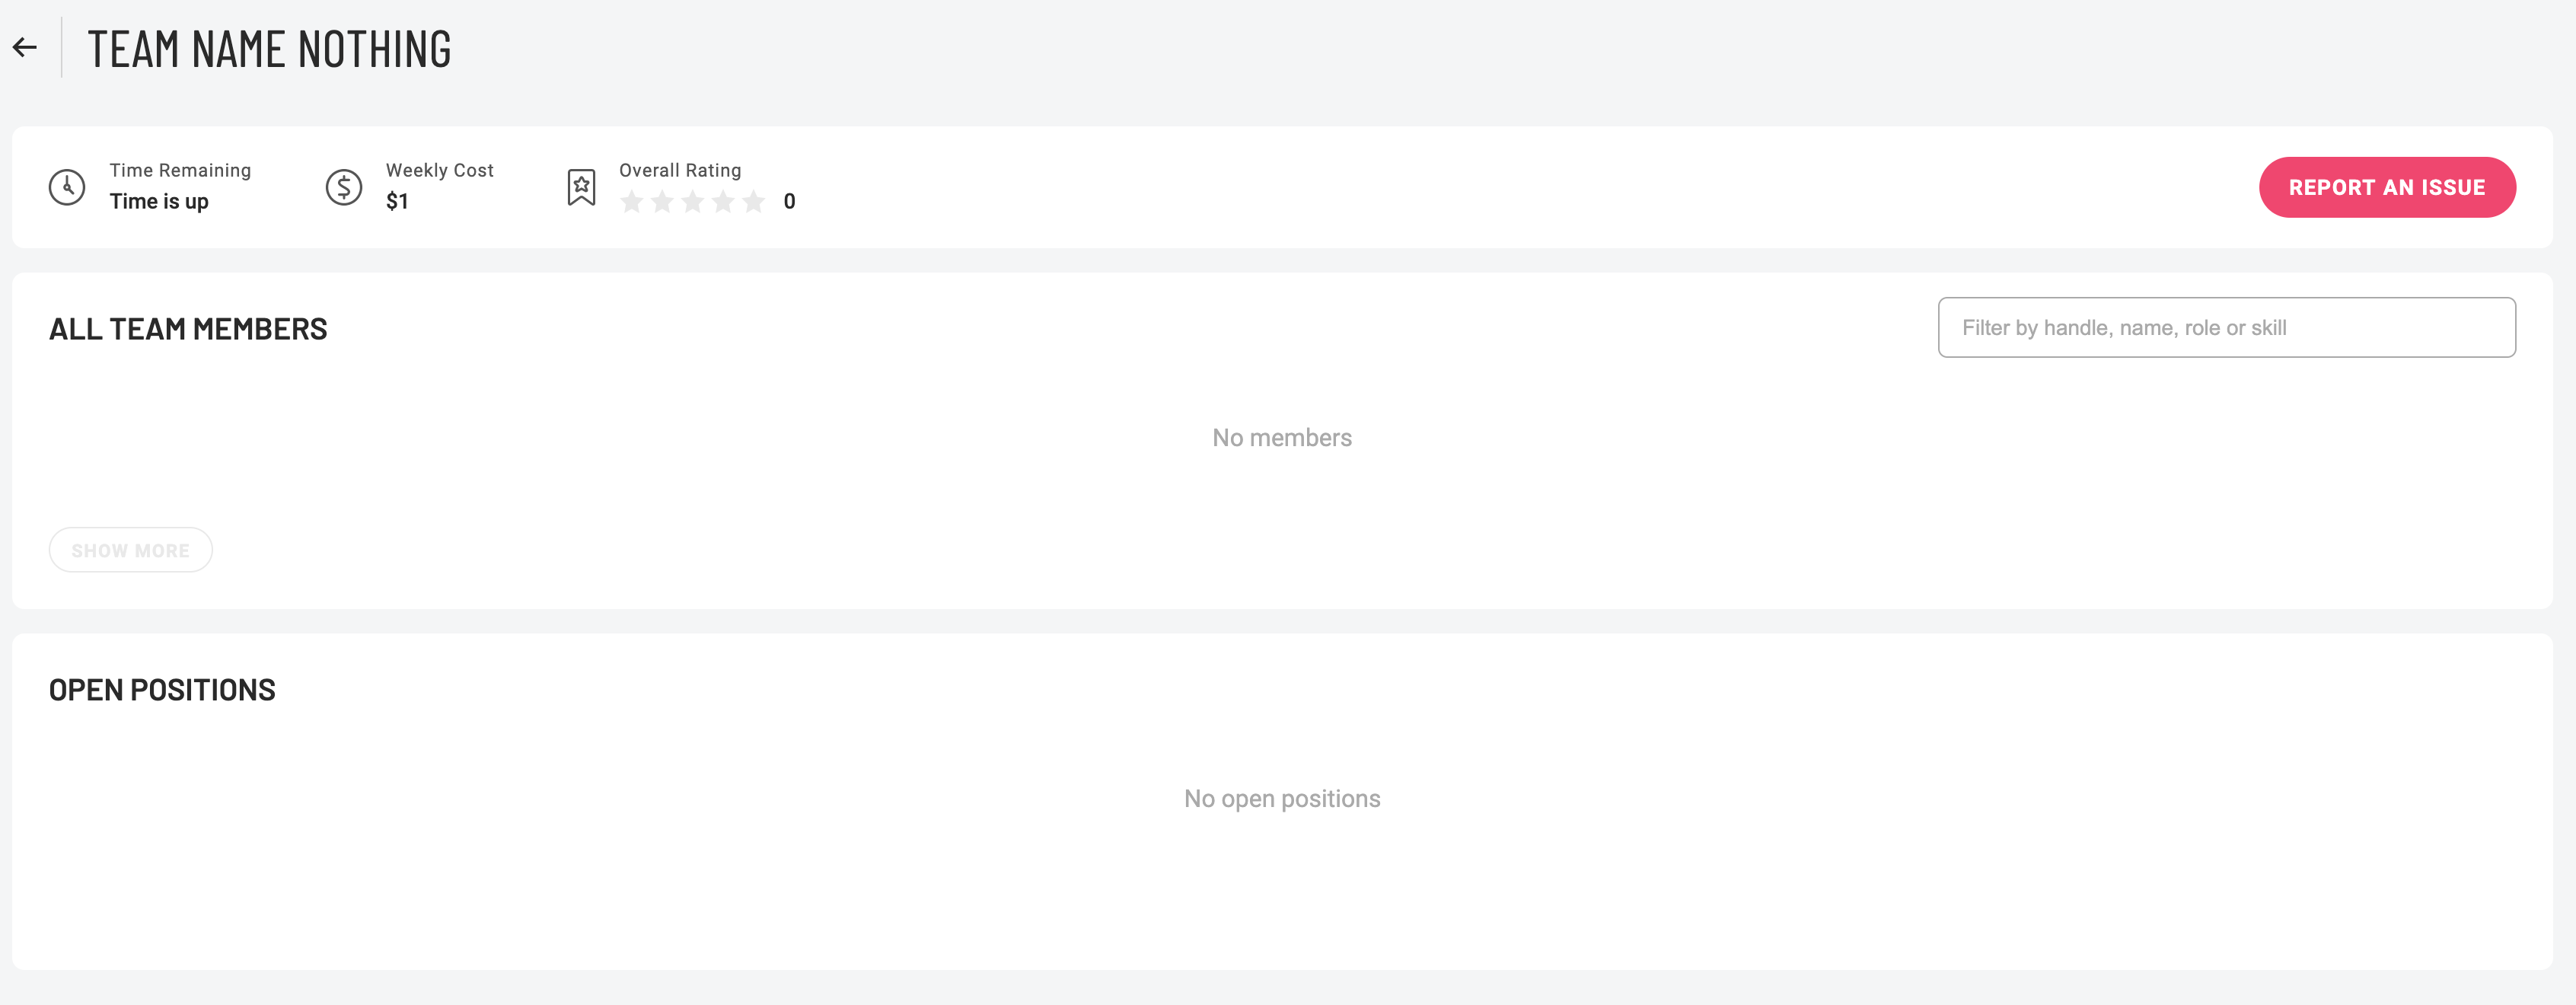 TEAM NAME NOTHING
Time Remaining
Time is up
Weekly Cost
$1
Overall Rating
0
REPORT AN ISSUE
ALL TEAM MEMBERS
Filter by handle, name, role or skill
No members
SHOW MORE
OPEN POSITIONS
No open positions